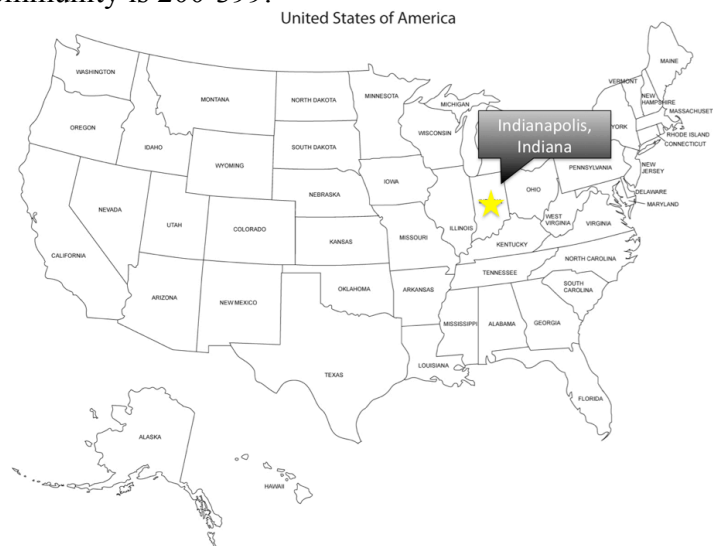 United States of America
WASHINGTON
MAINE
MONTANA
NORTH DAKOTA
MINNESOTA
VERMONT
MICHIGAN
NEW
HAMPSHIRE
MASSACHUSET
OREGON
IDAHO
SOUTH DAKOTA
WISCONSIN
Indianapolis,
Indiana
YORK
RHODE ISLAND
CONNECTICUT
WYOMING
IOWA
PENNSYLVANIA
NEW
JERSEY
NEBRASKA
OHIO
DELAWARE
MARYLAND
NEVADA
UTAH
COLORADO
ILLINOIS
WEST
VIRGINIA
VIRGINIA
KANSAS
MISSOURI
KENTUCKY
CALIFORNIA
NORTH CAROLINA
TENNESSEE
ARIZONA
NEW MEXICO
OKLAHOMA
ARKANSAS
SOUTH
CAROLINA
MISSISSIPPI
ALABAMA
GEORGIA
TEXAS
LOUISIANA
FLORIDA
ALASKA
HAWAII